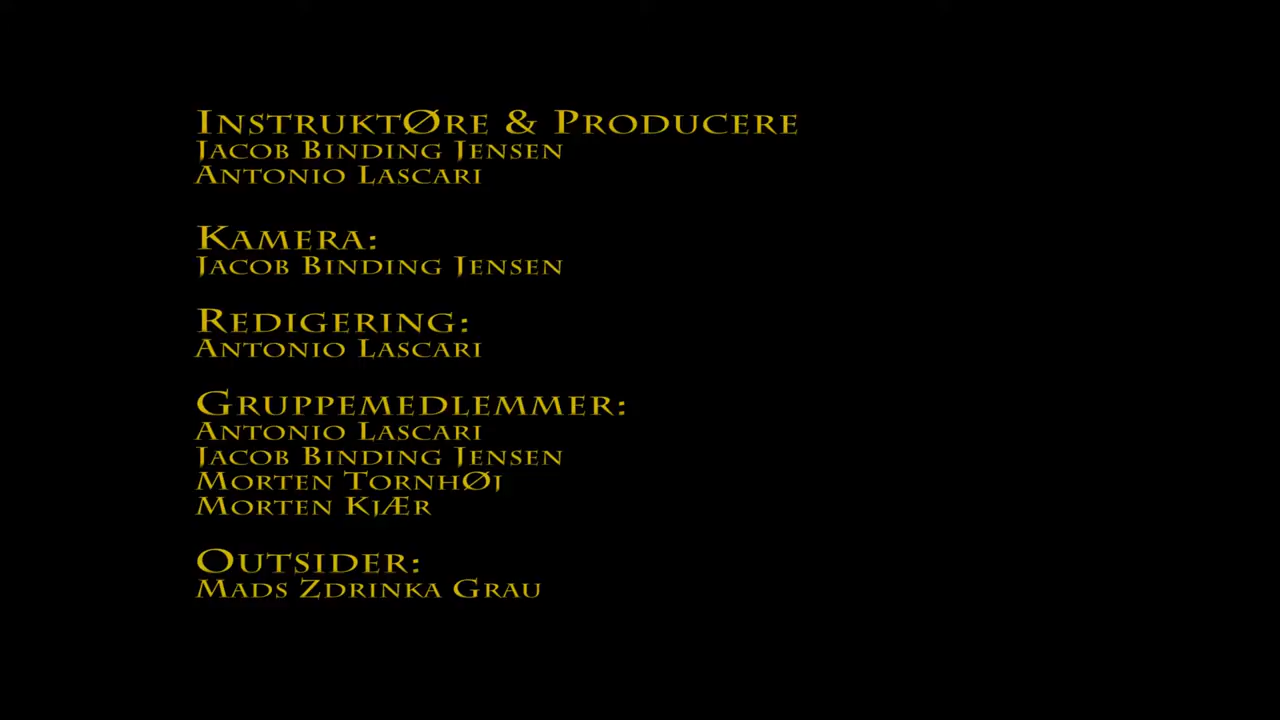 InstruktØre & Producere
Jacob Binding Jensen
Antonio Lascari
Kamera:
Jacob Binding Jensen
Redigering:
Antonio Lascari
Gruppemedlemmer:
Antonio Lascari
Jacob Binding Jensen
Morten TornhØj
Morten KjÆr
Outsider:
Mads Zdrinka Grau